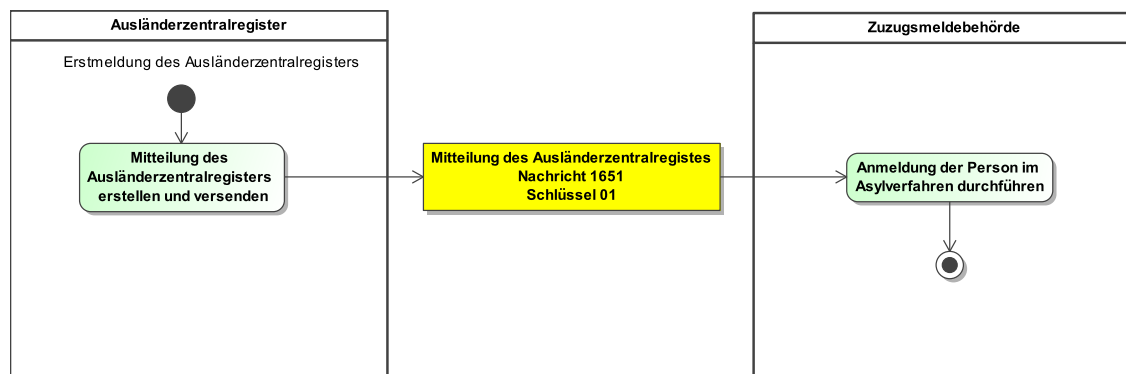 Ausländerzentralregister
Zuzugsmeldebehörde
Erstmeldung des Ausländerzentralregisters
Mitteilung des
Ausländerzentralregisters
erstellen und versenden
Mitteilung des Ausländerzentralregistes
Nachricht 1651
Schlüssel 01
Anmeldung der Person im
Asylverfahren durchführen